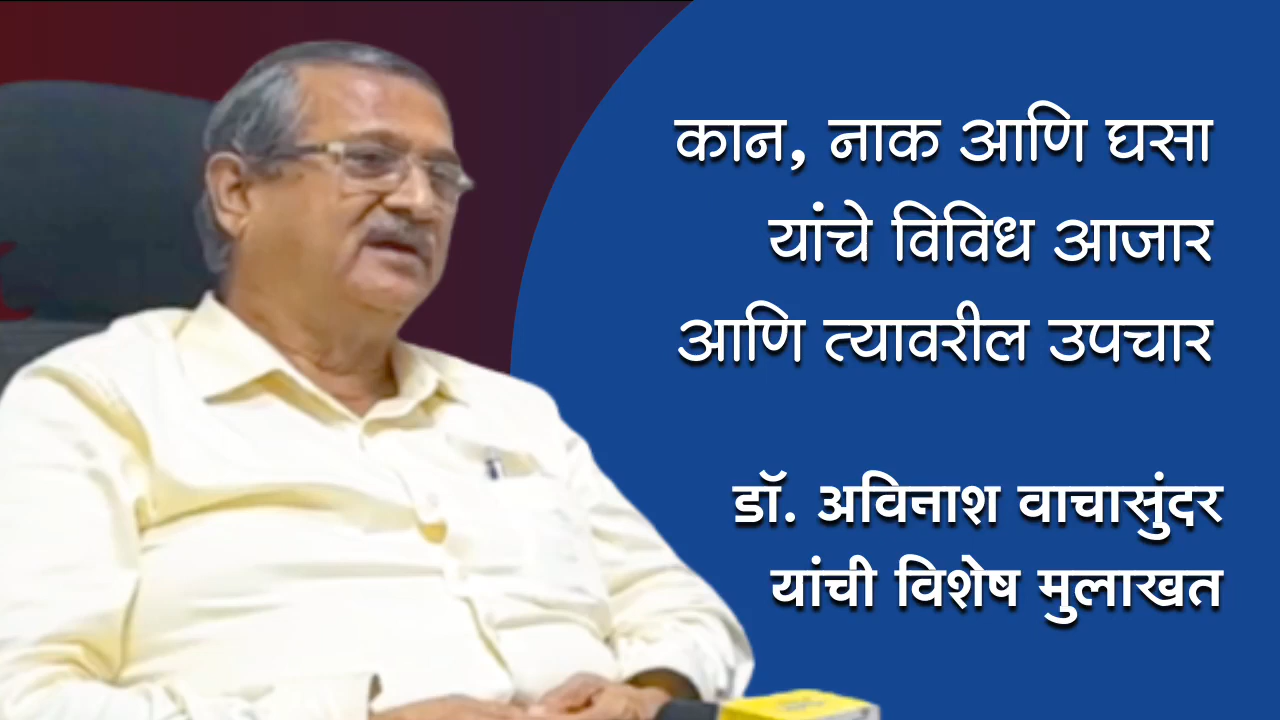 कान, नाक आणि घसा
यांचे विविध आजार
आणि त्यावरील उपचार
डॉ. अविनाश वाचासुंदर
यांची विशेष मुलाखत